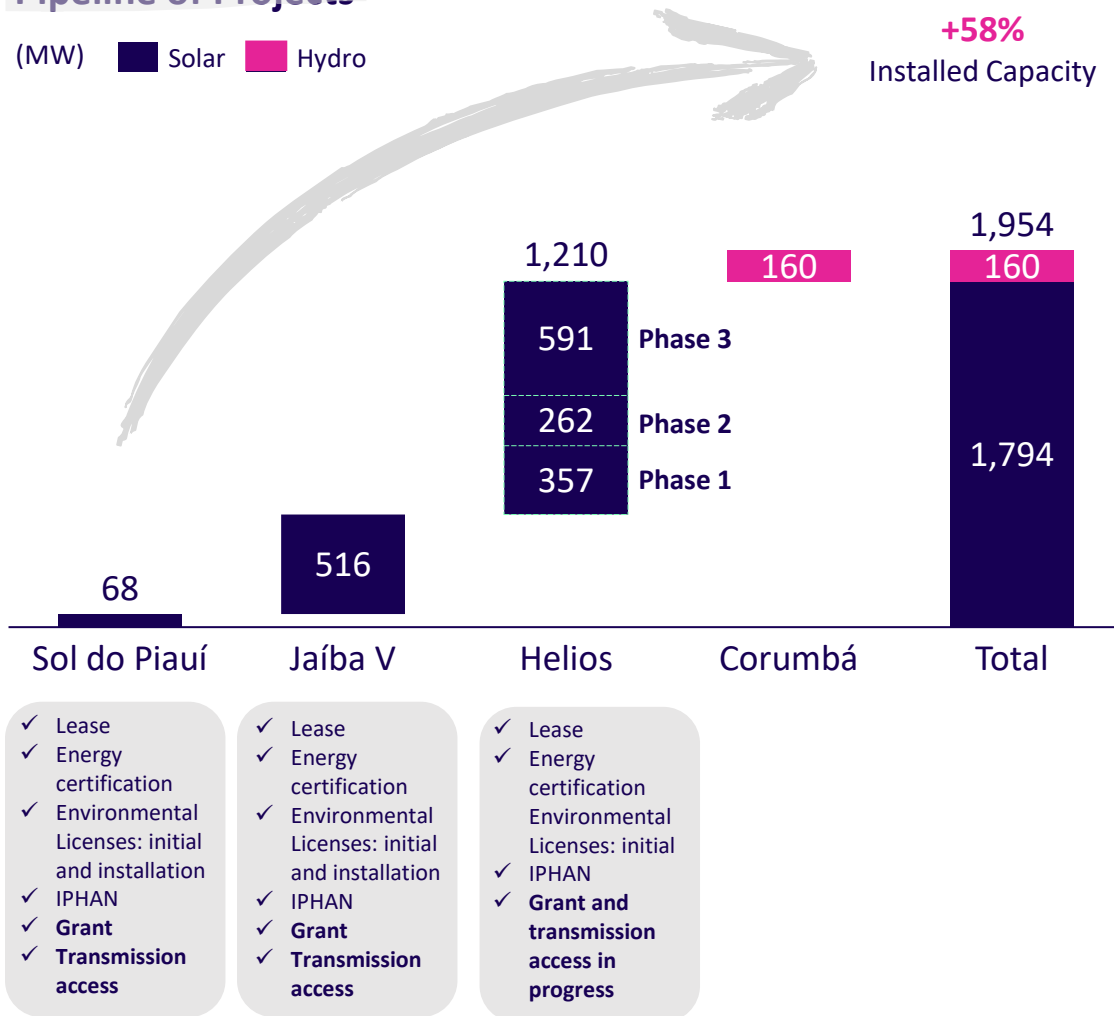 Pipeline of Projects
(MW) Solar Hydro
+58%
Installed Capacity
1,954
160
1,794
1,210
591 Phase 3
262 Phase 2
357 Phase 1
160
516
68
Sol do Piauí Jaíba V Helios Corumbá Total
✓ Lease
✓ Energy
certification
✓ Environmental
Licenses: initial
and installation
✓ IPHAN
✓ Grant
✓ Transmission
access
✓ Lease
✓ Energy
certification
✓ Environmental
Licenses: initial
and installation
✓ IPHAN
✓ Grant
✓ Transmission
access
✓ Lease
✓ Energy
certification
Environmental
Licenses: initial
✓ IPHAN
✓ Grant and
transmission
access in
progress